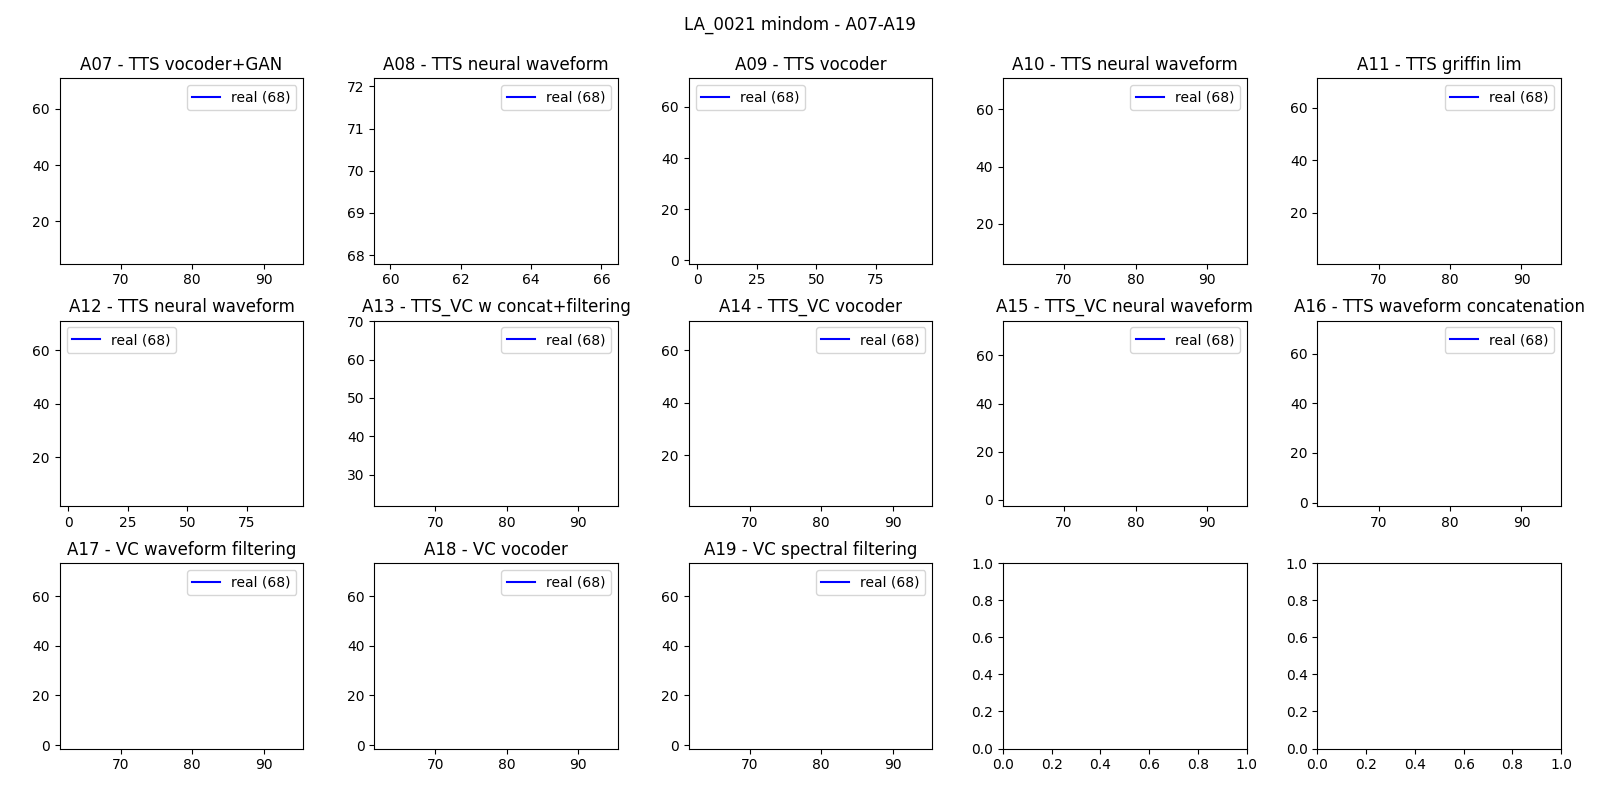 LA_0021 mindom - A07-A19
A07 - TTS vocoder+GAN
real (68)
60
40
20
70 80 90
A08 - TTS neural waveform
real (68)
72
71
70
69
68
60 62 64 66
A09 - TTS vocoder
real (68)
60
40
20
0
0 25 50 75
A10 - TTS neural waveform
real (68)
60
40
20
70 80 90
A11 - TTS griffin lim
real (68)
60
40
20
70 80 90
A12 - TTS neural waveform
real (68)
60
40
20
0 25 50 75
A13 - TTS_VC w concat+filtering
real (68)
70
60
50
40
30
70 80 90
A14 - TTS_VC vocoder
real (68)
60
40
20
70 80 90
A15 - TTS_VC neural waveform
real (68)
60
40
20
0
70 80 90
A16 - TTS waveform concatenation
real (68)
60
40
20
0
70 80 90
A17 - VC waveform filtering
real (68)
60
40
20
0
70 80 90
A18 - VC vocoder
real (68)
60
40
20
0
70 80 90
A19 - VC spectral filtering
real (68)
60
40
20
0
70 80 90
1.0
0.8
0.6
0.4
0.2
0.0
0.0 0.2 0.4 0.6 0.8 1.0
1.0
0.8
0.6
0.4
0.2
0.0
0.0 0.2 0.4 0.6 0.8 1.0